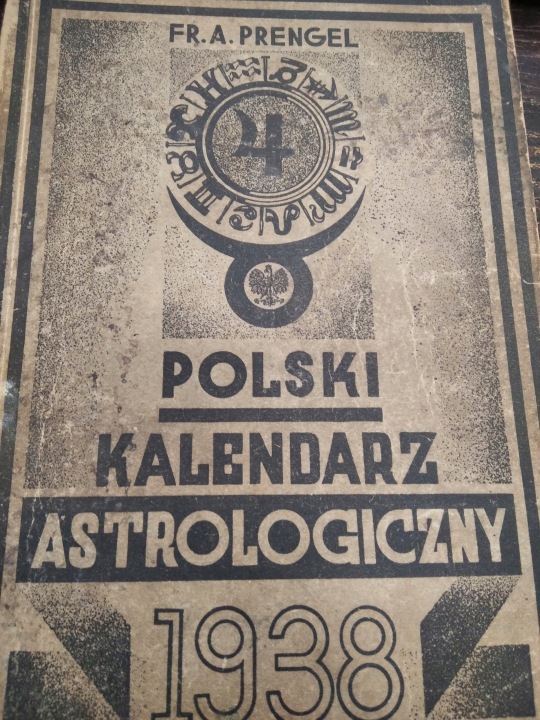 FR. A. PRENGEL
POLSKI
KALENDARZ
ASTROLOGICZNY
1938